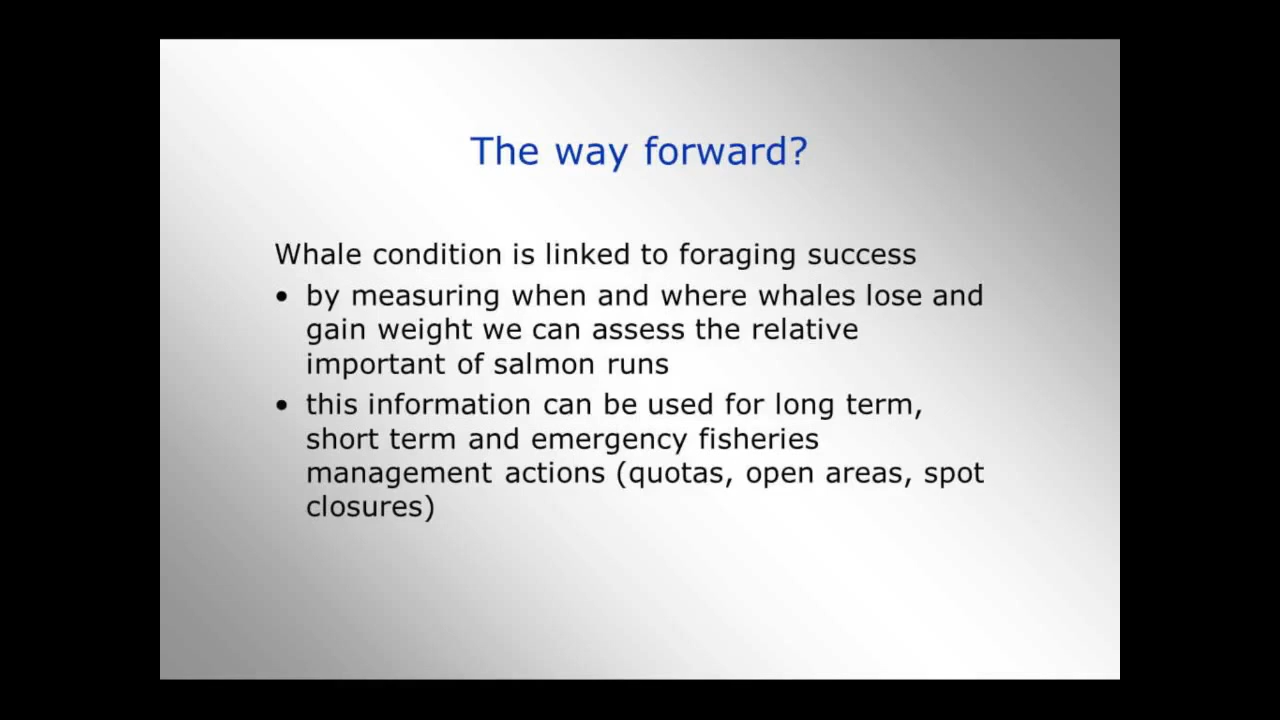 The way forward?
Whale condition is linked to foraging success
• by measuring when and where whales lose and
gain weight we can assess the relative
important of salmon runs
• this information can be used for long term,
short term and emergency fisheries
management actions (quotas, open areas, spot
closures)